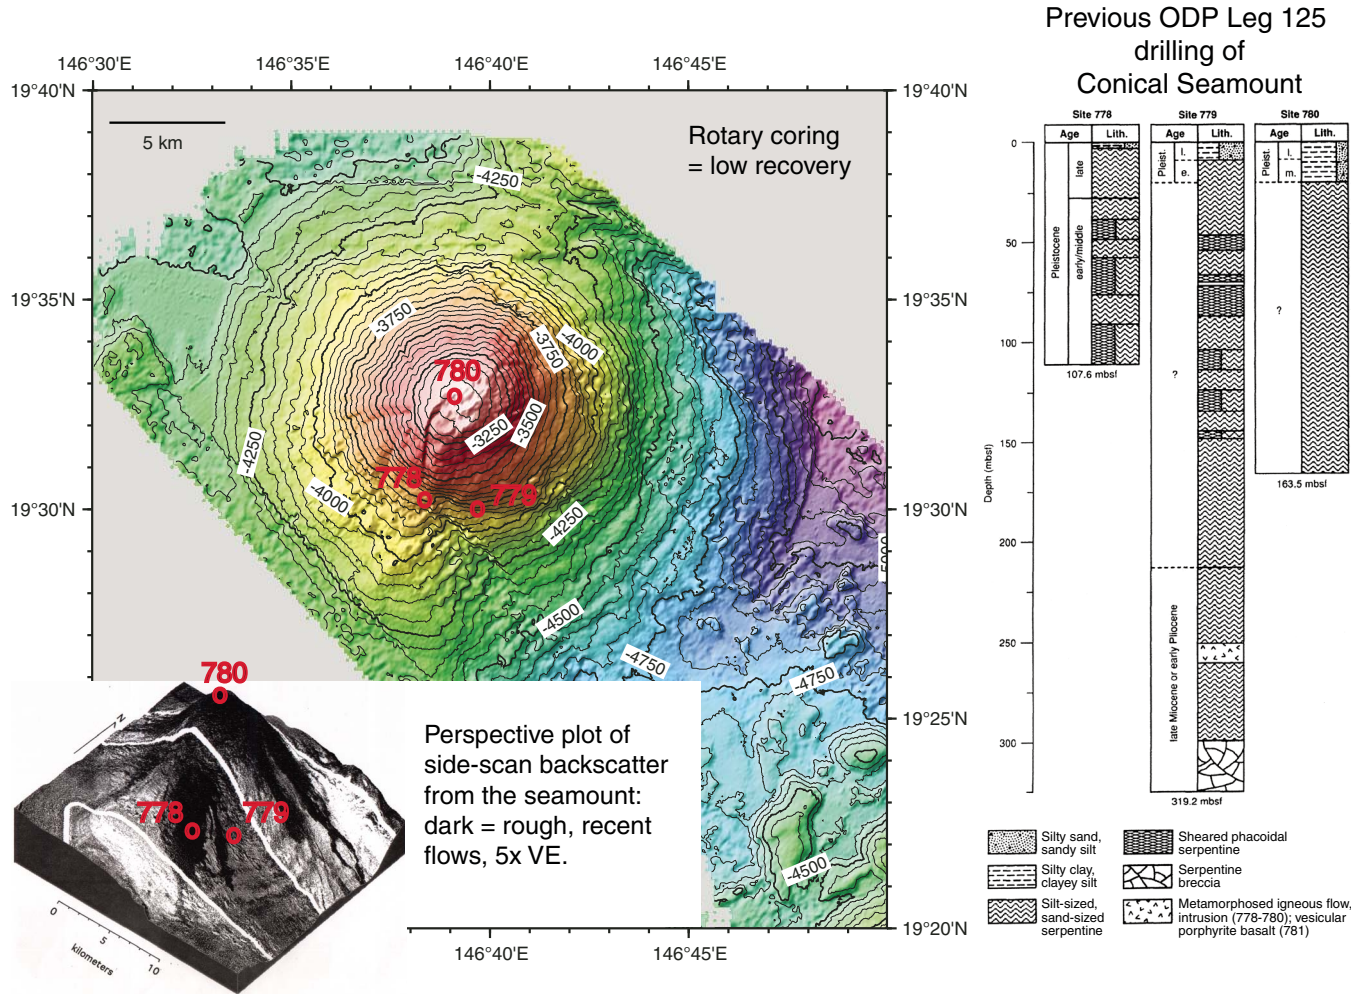 Previous ODP Leg 125
drilling of
Conical Seamount
146°30'E
146°35'E
146°40'E
146°45'E
19°40'N
19°40'N
5 km
Rotary coring
= low recovery
-4250
19°35'N
19°35'N
-3750
-4000
-3750
780
-3250
-3500
-4250
-4000
778
779
19°30'N
19°30'N
-4250
-4500
-4750
-4750
19°25'N
-4500
19°20'N
146°40'E
146°45'E
780
N
778
779
0
5
10
kilometers
Perspective plot of
side-scan backscatter
from the seamount:
dark = rough, recent
flows, 5x VE.
Site 778
Age
Lith.
Pleistocene
late
early/middle
107.6 mbsf
Site 779
Age
Lith.
Pleist.
l.
e.
?
late Miocene or early Pliocene
319.2 mbsf
Site 780
Age
Lith.
Pleist.
l.
m.
?
163.5 mbsf
Depth (mbsf)
0
50
100
150
200
250
300
Silty sand,
sandy silt
Silty clay,
clayey silt
Silt-sized,
sand-sized
serpentine
Sheared phacoidal
serpentine
Serpentine
breccia
Metamorphosed igneous flow,
intrusion (778-780); vesicular
porphyrite basalt (781)